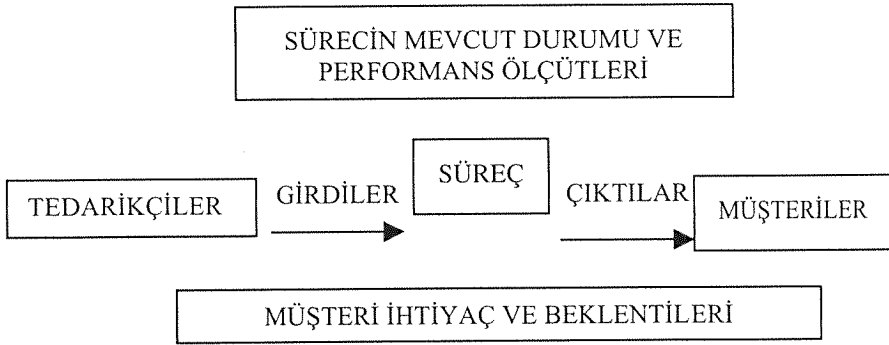 SÜRECİN MEVCUT DURUMU VE
PERFORMANS ÖLÇÜTLERİ
TEDARİKÇİLER
GİRDİLER
SÜREÇ
ÇIKTILAR
MÜŞTERİLER
MÜŞTERİ İHTİYAÇ VE BEKLENTİLERİ